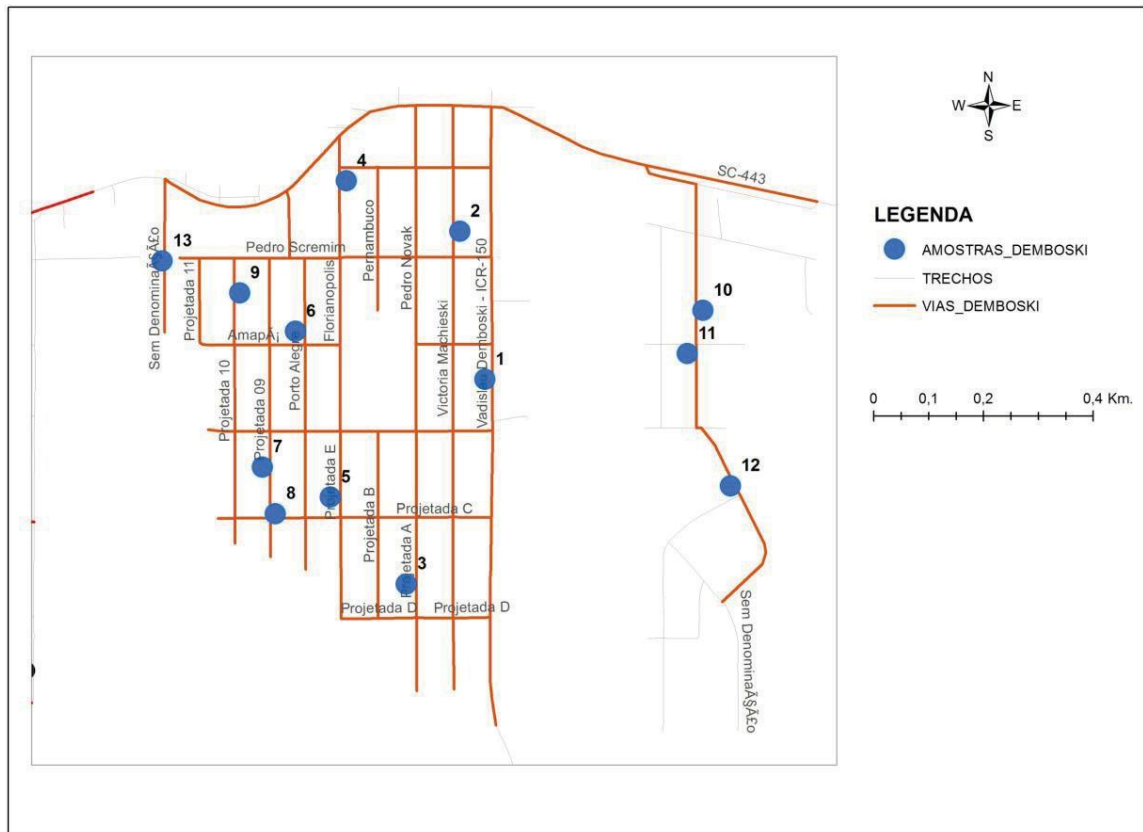 N
W
E
S
SC-443
LEGENDA
AMOSTRAS_DEMBOSKI
TRECHOS
VIAS_DEMBOSKI
0
0,1
0,2
0,4 Km.
4
2
13
Pedro Scremim
9
6
AmapÃ¡
10
11
1
12
7
8
5
3
Sem DenominaÃ§Ã£o
Projetada 11
Projetada 10
Projetada 09
Porto Alegre
Florianopolis
Pernambuco
Pedro Novak
Victoria Machieski
Vadislau Demboski - ICR-150
Projetada E
Projetada B
Projetada A
Projetada C
Projetada D
Projetada D
Sem DenominaÃ§Ã£o